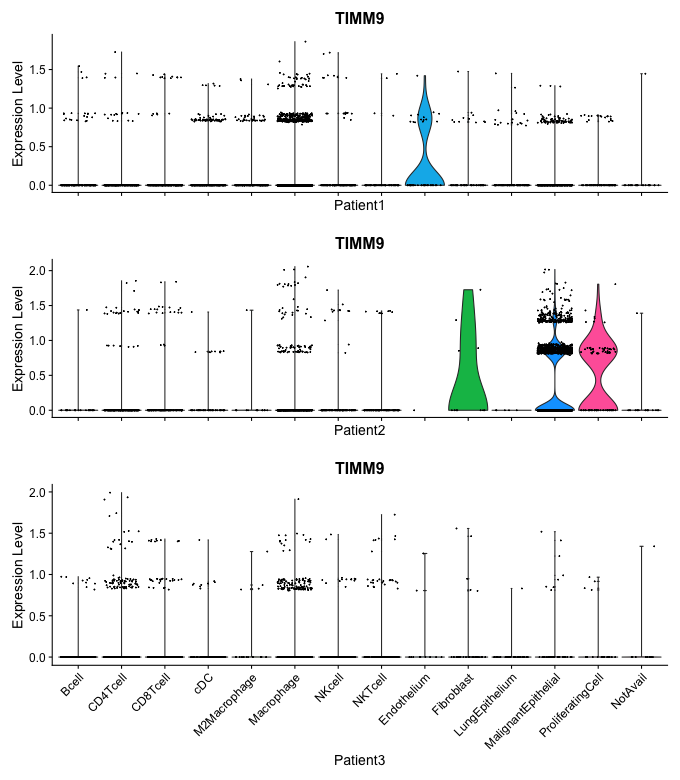 TIMM9
Expression Level
1.5
1.0
0.5
0.0
Patient1
TIMM9
Expression Level
2.0
1.5
1.0
0.5
0.0
Patient2
TIMM9
Expression Level
2.0
1.5
1.0
0.5
0.0
Bcell
CD4Tcell
CD8Tcell
cDC
M2Macrophage
Macrophage
NKcell
NKTcell
Endothelium
Fibroblast
LungEpithelium
MalignantEpithelial
ProliferatingCell
NotAvail
Patient3